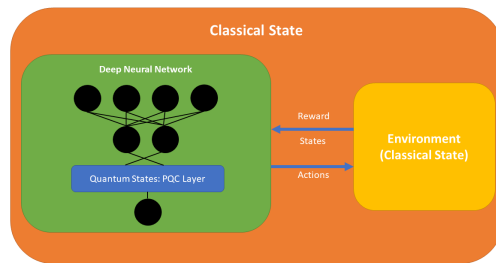 Classical State
Deep Neural Network
Quantum States: PQC Layer
Reward
States
Actions
Environment
(Classical State)